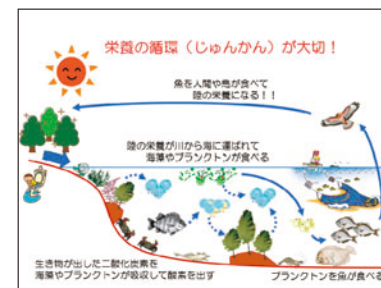 栄養の循環（じゅんかん）が大切！
魚を人間や鳥が食べて
陸の栄養になる！！
陸の栄養が川から海に運ばれて
海藻やプランクトンが食べる
生き物が出した二酸化炭素を
海藻やプランクトンが吸収して酸素を出す
プランクトンを魚が食べる